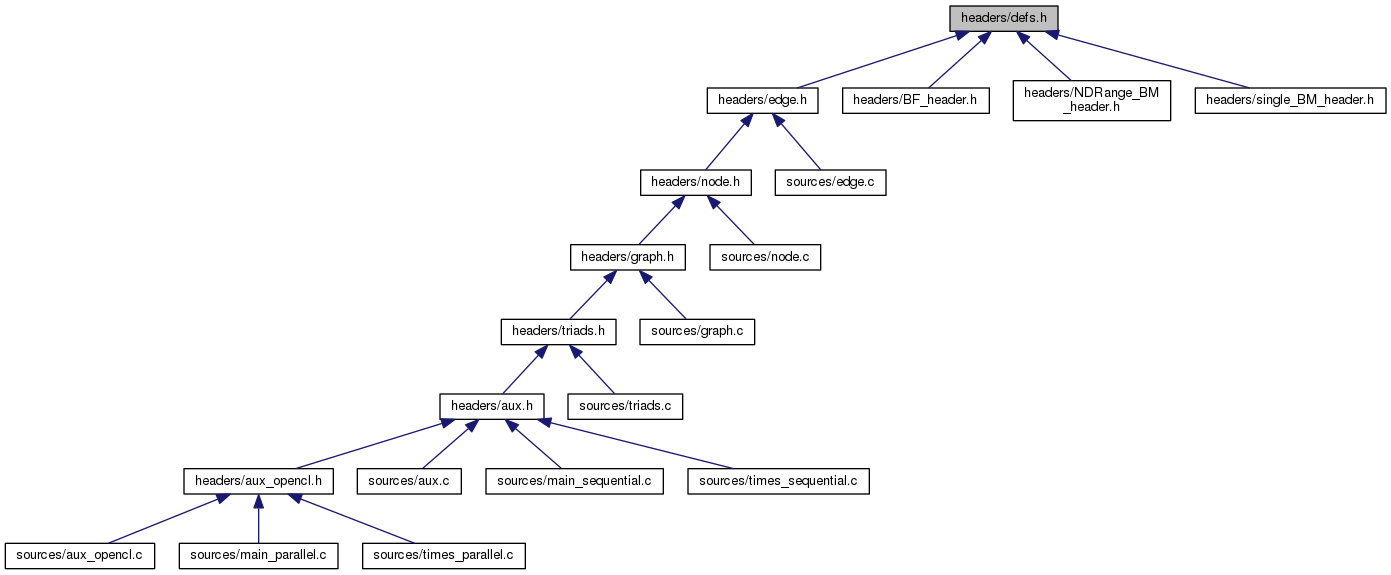 headers/defs.h
headers/edge.h
headers/BF_header.h
headers/NDRange_BM
_header.h
headers/single_BM_header.h
headers/node.h
sources/edge.c
headers/graph.h
sources/node.c
headers/triads.h
sources/graph.c
headers/aux.h
sources/triads.c
headers/aux_opencl.h
sources/aux.c
sources/main_sequential.c
sources/times_sequential.c
sources/aux_opencl.c
sources/main_parallel.c
sources/times_parallel.c